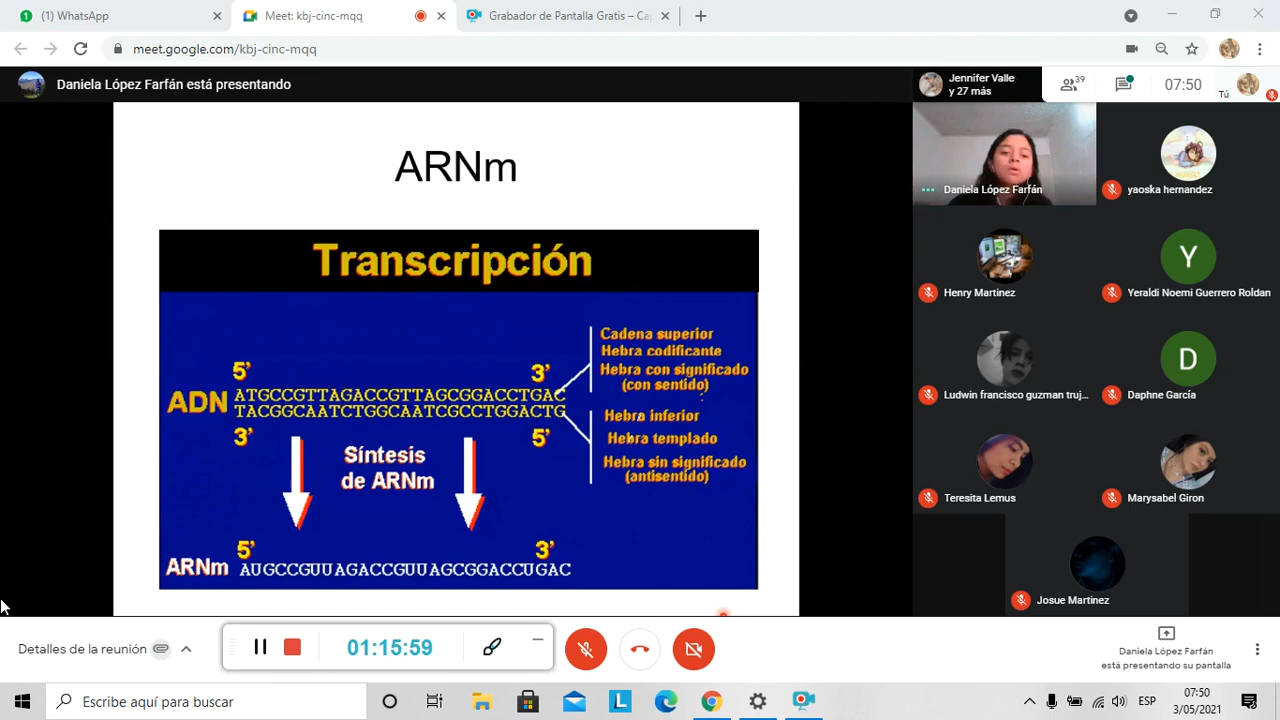 (1) WhatsApp
Meet: kbj-cinc-mqq
Grabador de Pantalla Gratis – Ca
meet.google.com/kbj-cinc-mqq
Daniela López Farfán está presentando
Jennifer Valle
y 27 más
39
07:50
Tú
ARNm
Transcripción
Cadena superior
Hebra codificante
Hebra con significado
(con sentido)
5’
3’
ADN
ATGCCGTTAGACCGTTAGCGGACCTGAC
TACGGCAATCTGGCAATCGCCTGGACTG
Hebra inferior
Hebra templado
Hebra sin significado
(antisentido)
3’
5’
Síntesis
de ARNm
5’
3’
ARNm
AUGCCGUUAGACCGUUAGCGGACCUGAC
Daniela López Farfán
yaoska hernandez
Henry Martinez
Y
Yeraldi Noemi Guerrero Roldan
Ludwin francisco guzman truj...
D
Daphne García
Teresita Lemus
Marysabel Giron
Josue Martinez
Detalles de la reunión
01:15:59
Daniela López Farfán
está presentando su pantalla
Escribe aquí para buscar
ESP
07:50
3/05/2021